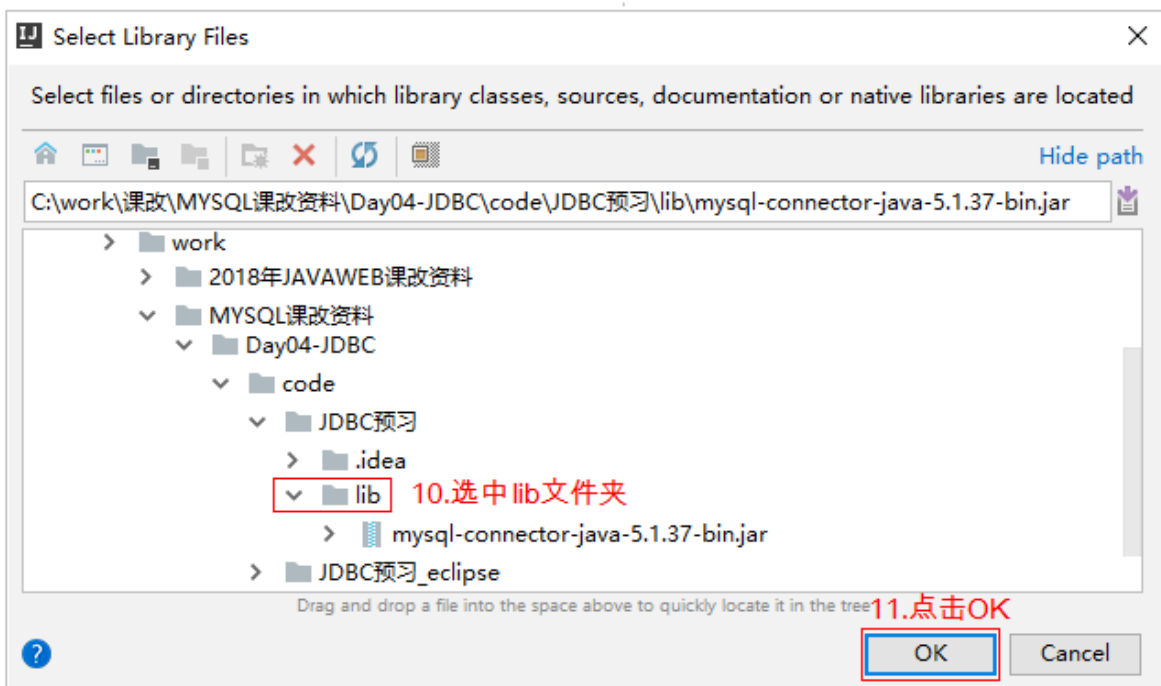 Select Library Files
Select files or directories in which library classes, sources, documentation or native libraries are located
Hide path
C:\work\课改\MYSQL课改资料\Day04-JDBC\code\JDBC预习\lib\mysql-connector-java-5.1.37-bin.jar
work
2018年JAVAWEB课改资料
MYSQL课改资料
Day04-JDBC
code
JDBC预习
.idea
lib 10.选中lib文件夹
mysql-connector-java-5.1.37-bin.jar
JDBC预习_eclipse
Drag and drop a file into the space above to quickly locate it in the tree
11.点击OK
? OK Cancel